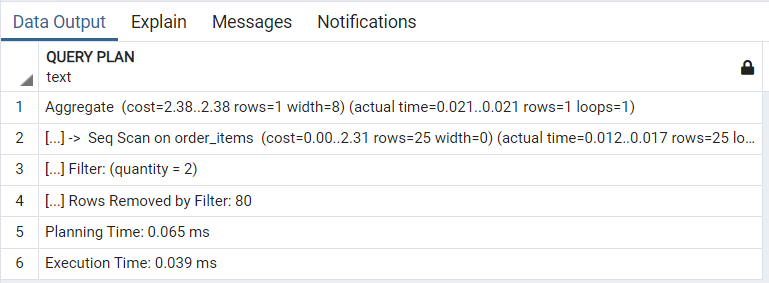 Data Output Explain Messages Notifications
QUERY PLAN
text
1 Aggregate (cost=2.38..2.38 rows=1 width=8) (actual time=0.021..0.021 rows=1 loops=1)
2 [...] -> Seq Scan on order_items (cost=0.00..2.31 rows=25 width=0) (actual time=0.012..0.017 rows=25 lo...
3 [...] Filter: (quantity = 2)
4 [...] Rows Removed by Filter: 80
5 Planning Time: 0.065 ms
6 Execution Time: 0.039 ms